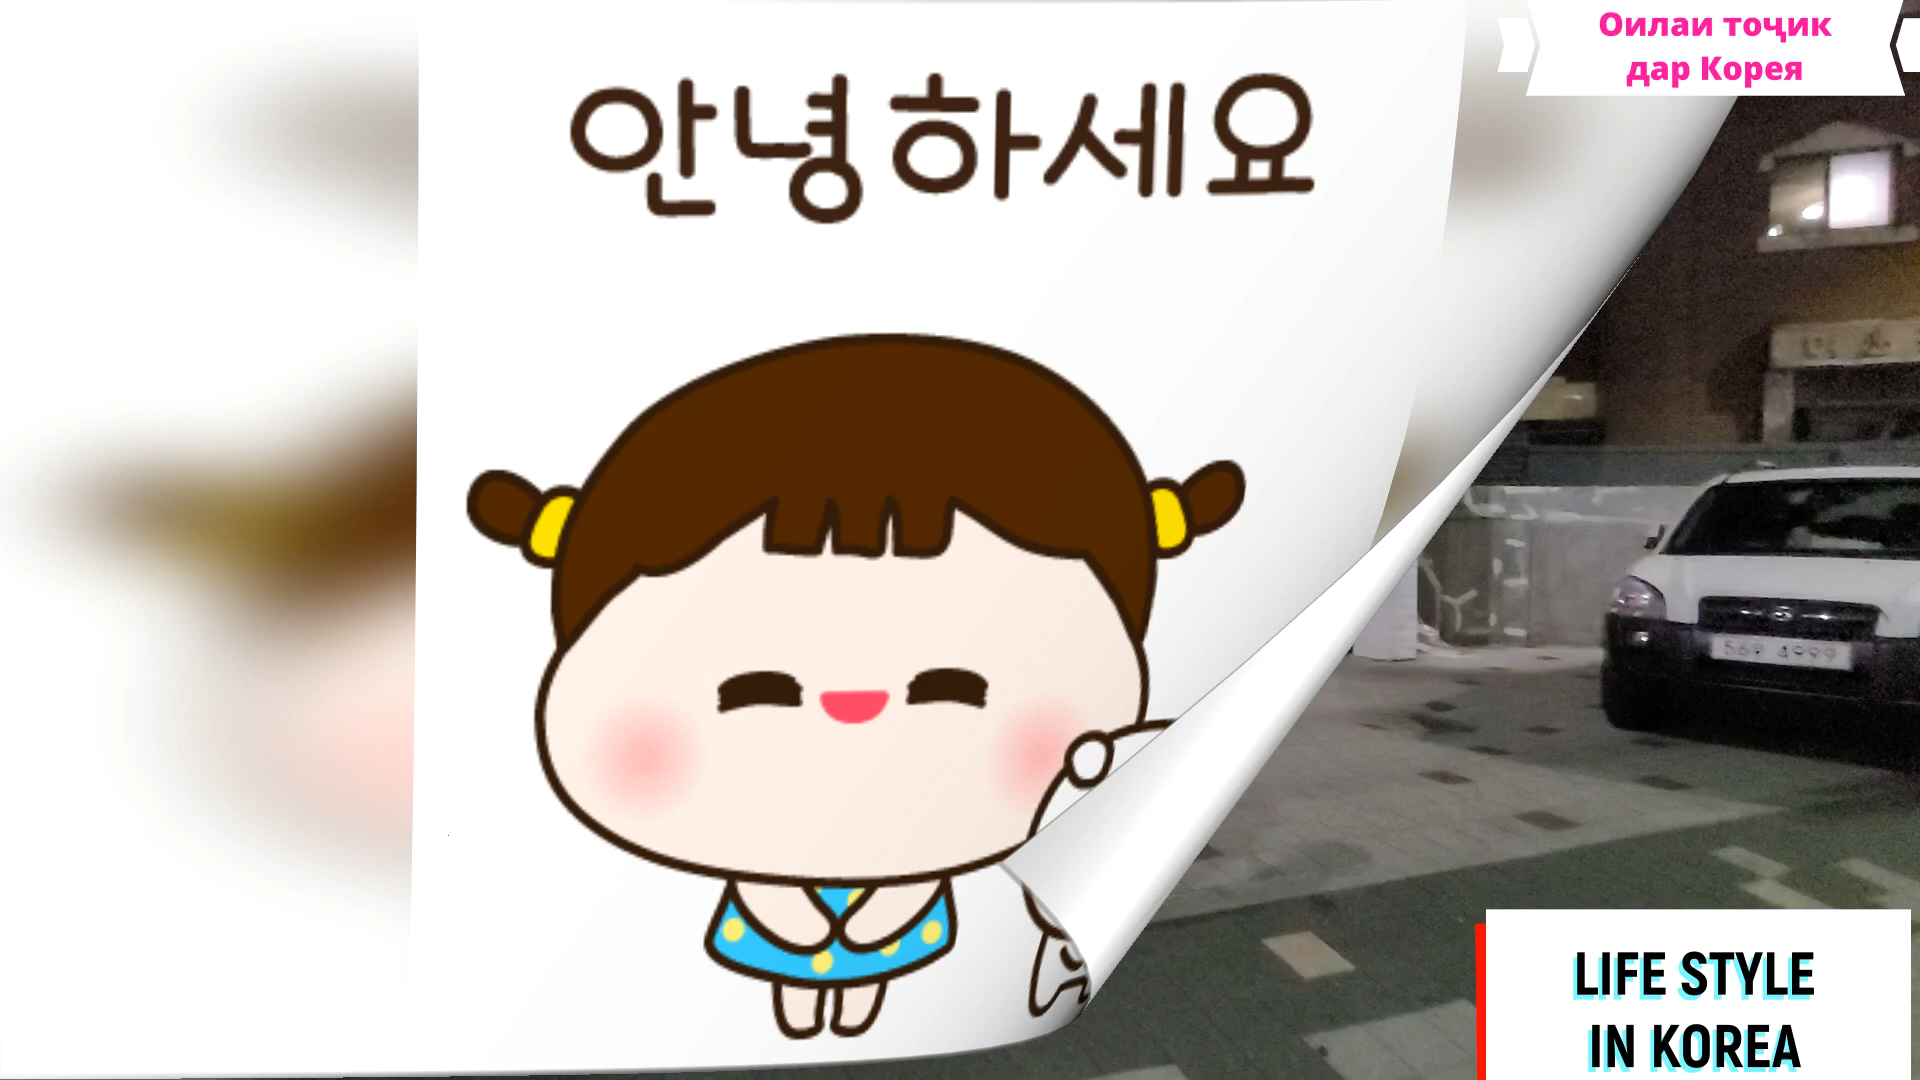 Оилаи тоҷик
дар Корея
안녕하세요
LIFE STYLE
IN KOREA